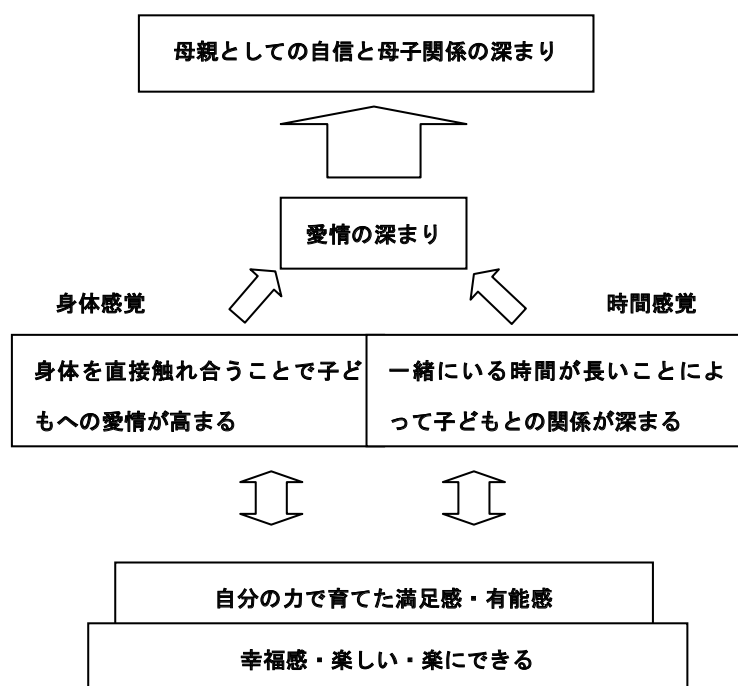 母親としての自信と母子関係の深まり
愛情の深まり
身体感覚
時間感覚
身体を直接触れ合うことで子ど
もへの愛情が高まる
一緒にいる時間が長いことによ
って子どもとの関係が深まる
自分の力で育てた満足感・有能感
幸福感・楽しい・楽にできる